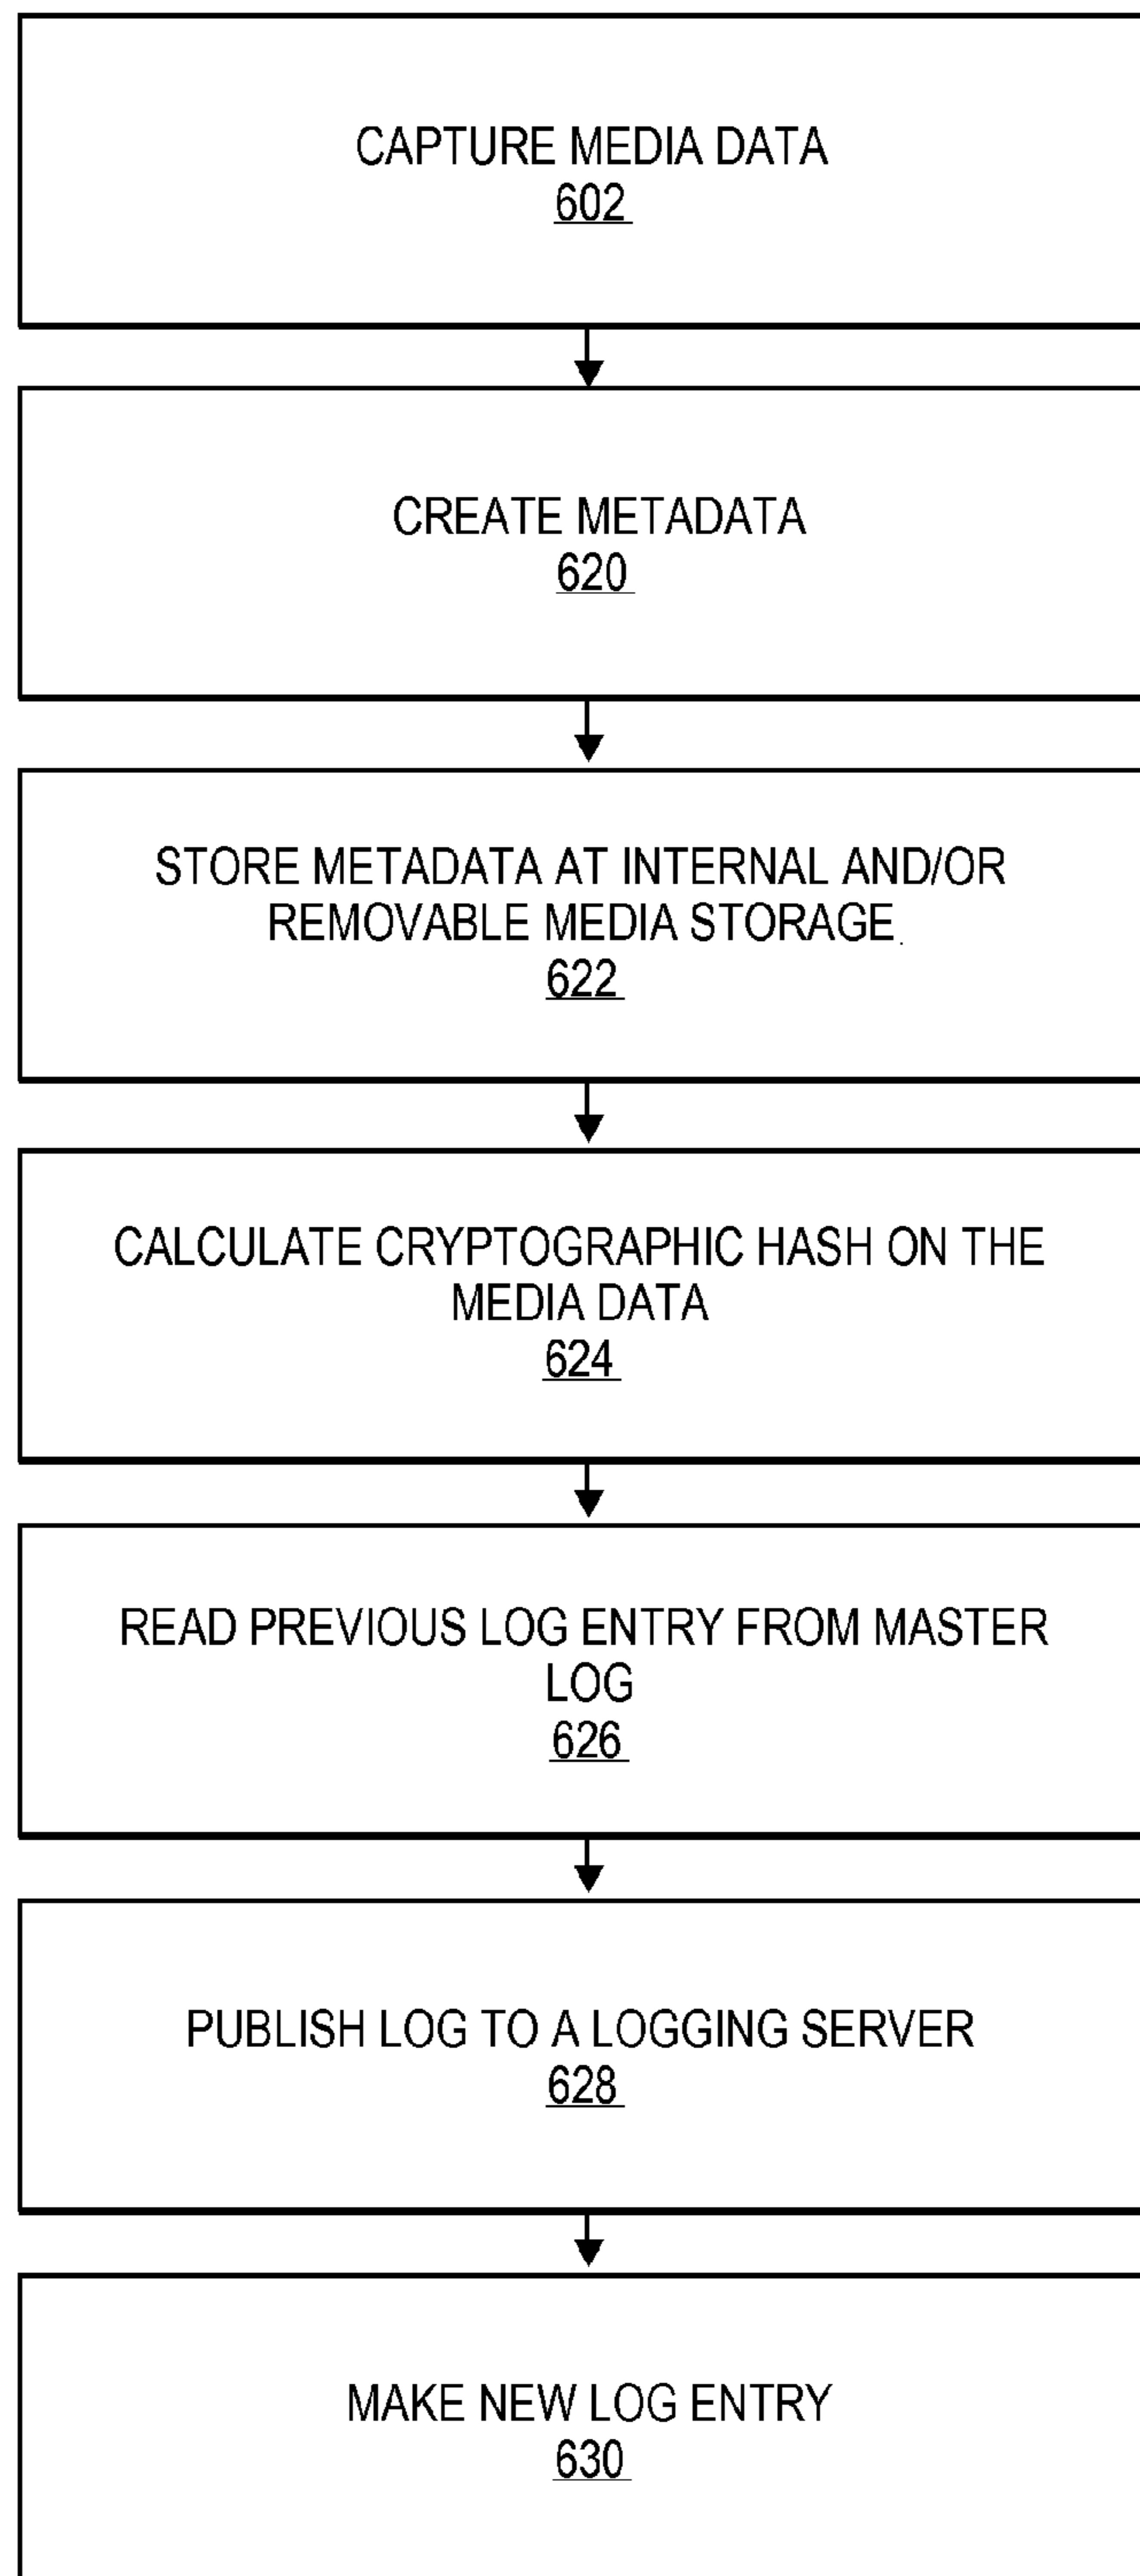 CAPTURE MEDIA DATA
602
CREATE METADATA
620
STORE METADATA AT INTERNAL AND/OR
REMOVABLE MEDIA STORAGE
622
CALCULATE CRYPTOGRAPHIC HASH ON THE
MEDIA DATA
624
READ PREVIOUS LOG ENTRY FROM MASTER
LOG
626
PUBLISH LOG TO A LOGGING SERVER
628
MAKE NEW LOG ENTRY
630